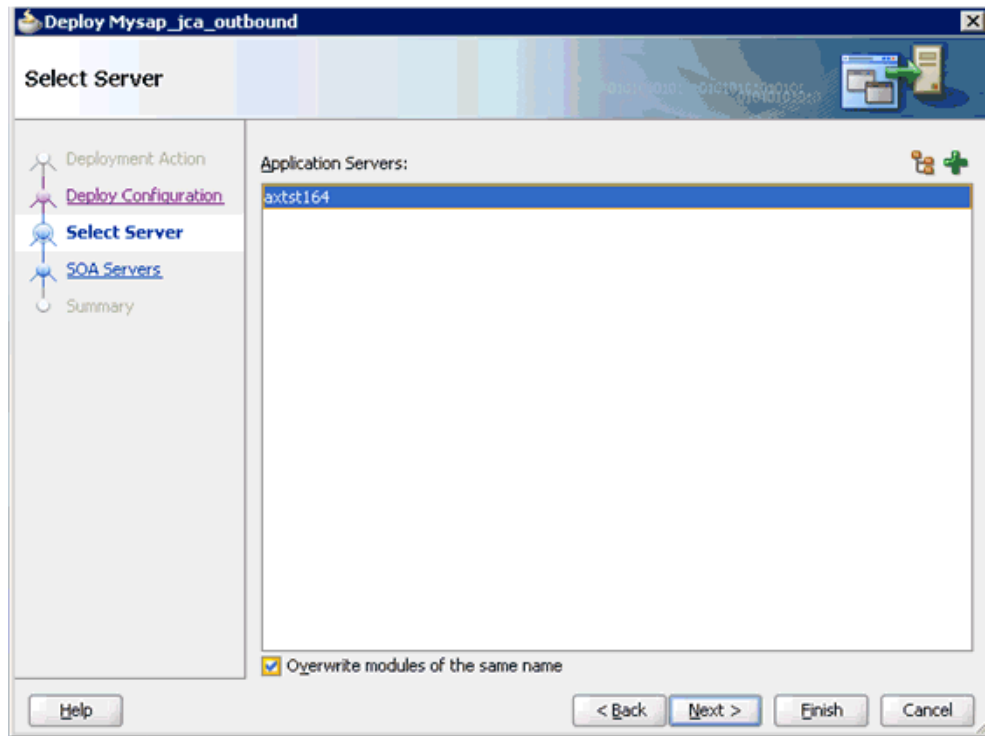 Deploy Mysap_jca_outbound
Select Server
Deployment Action
Deploy Configuration
Select Server
SOA Servers
Summary
Application Servers:
axtst164
Overwrite modules of the same name
Help
< Back
Next >
Finish
Cancel